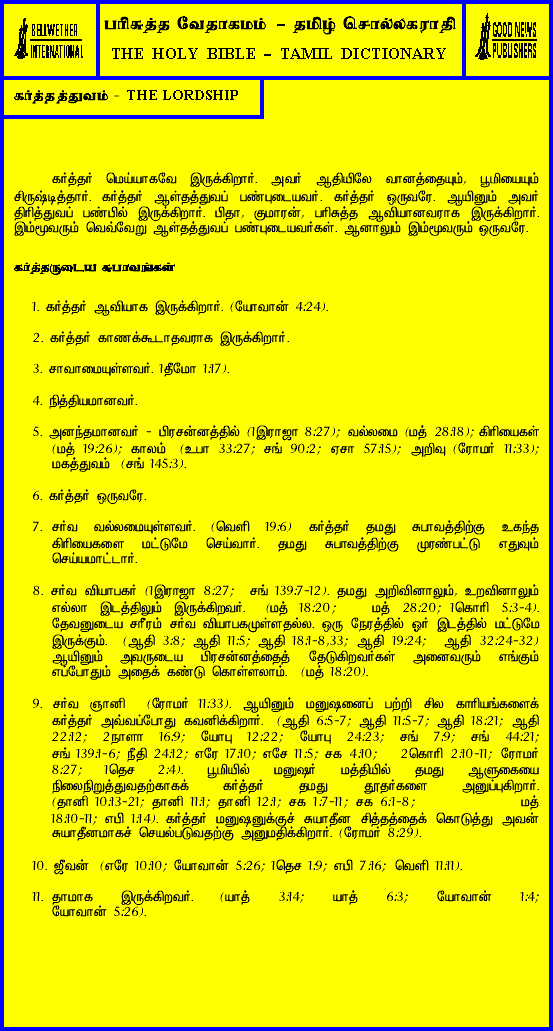 BELLWETHER
INTERNATIONAL
பரிசுத்த வேதாகமம் – தமிழ் சொல்லகராதி
THE HOLY BIBLE – TAMIL DICTIONARY
GOOD NEWS
PUBLISHERS
கர்த்தத்துவம் - THE LORDSHIP
கர்த்தர் மெய்யாகவே இருக்கிறார். அவர் ஆதியிலே வானத்தையும், பூமியையும்
சிருஷ்டித்தார். கர்த்தர் ஆள்தத்துவப் பண்புடையவர். கர்த்தர் ஒருவரே. ஆயினும் அவர்
திரித்துவப் பண்பில் இருக்கிறார். பிதா, குமாரன், பரிசுத்த ஆவியானவராக இருக்கிறார்.
இம்மூவரும் வெவ்வேறு ஆள்தத்துவப் பண்புடையவர்கள். ஆனாலும் இம்மூவரும் ஒருவரே.
கர்த்தருடைய சுபாவங்கள்
1. கர்த்தர் ஆவியாக இருக்கிறார். (யோவான் 4:24).
2. கர்த்தர் காணக்கூடாதவராக இருக்கிறார்.
3. சாவாமையுள்ளவர். 1தீமோ 1:17).
4. நித்தியமானவர்.
5. அனந்தமானவர் - பிரசன்னத்தில் (1இராஜா 8:27); வல்லமை (மத் 28:18); கிரியைகள்
(மத் 19:26); காலம் (உபா 33:27; சங் 90:2; ஏசா 57:15); அறிவு (ரோமர் 11:33);
மகத்துவம் (சங் 145:3).
6. கர்த்தர் ஒருவரே.
7. சர்வ வல்லமையுள்ளவர். (வெளி 19:6) கர்த்தர் தமது சுபாவத்திற்கு உகந்த
கிரியைகளை மட்டுமே செய்வார். தமது சுபாவத்திற்கு முரண்பட்டு எதுவும்
செய்யமாட்டார்.
8. சர்வ வியாபகர் (1இராஜா 8:27; சங் 139:7-12). தமது அறிவினாலும், உறவினாலும்
எல்லா இடத்திலும் இருக்கிறவர். (மத் 18:20; மத் 28:20; 1கொரி 5:3-4).
தேவனுடைய சரீரம் சர்வ வியாபகமுள்ளதல்ல. ஒரு நேரத்தில் ஓர் இடத்தில் மட்டுமே
இருக்கும். (ஆதி 3:8; ஆதி 11:5; ஆதி 18:1-8,33; ஆதி 19:24; ஆதி 32:24-32)
ஆயினும் அவருடைய பிரசன்னத்தைத் தேடுகிறவர்கள் அனைவரும் எங்கும்
எப்போதும் அதைக் கண்டு கொள்ளலாம். (மத் 18:20).
9. சர்வ ஞானி (ரோமர் 11:33). ஆயினும் மனுஷனைப் பற்றி சில காரியங்களைக்
கர்த்தர் அவ்வப்போது கவனிக்கிறார். (ஆதி 6:5-7; ஆதி 11:5-7; ஆதி 18:21; ஆதி
22:12; 2நாளா 16:9; யோபு 12:22; யோபு 24:23; சங் 7:9; சங் 44:21;
சங் 139:1-6; நீதி 24:12; எரே 17:10; எசே 11:5; சக 4:10; 2கொரி 2:10-11; ரோமர்
8:27; 1தெச 2:4). பூமியில் மனுஷர் மத்தியில் தமது ஆளுகையை
நிலைநிறுத்துவதற்காகக் கர்த்தர் தமது தூதர்களை அனுப்புகிறார்.
(தானி 10:13-21; தானி 11:1; தானி 12:1; சக 1:7-11; சக 6:1-8; மத்
18:10-11; எபி 1:14). கர்த்தர் மனுஷனுக்குச் சுயாதீன சித்தத்தைக் கொடுத்து அவன்
சுயாதீனமாகச் செயல்படுவதற்கு அனுமதிக்கிறார். (ரோமர் 8:29).
10. ஜீவன் (எரே 10:10; யோவான் 5:26; 1தெச 1:9; எபி 7:16; வெளி 11:11).
11. தாமாக இருக்கிறவர். (யாத் 3:14; யாத் 6:3; யோவான் 1:4;
யோவான் 5:26).